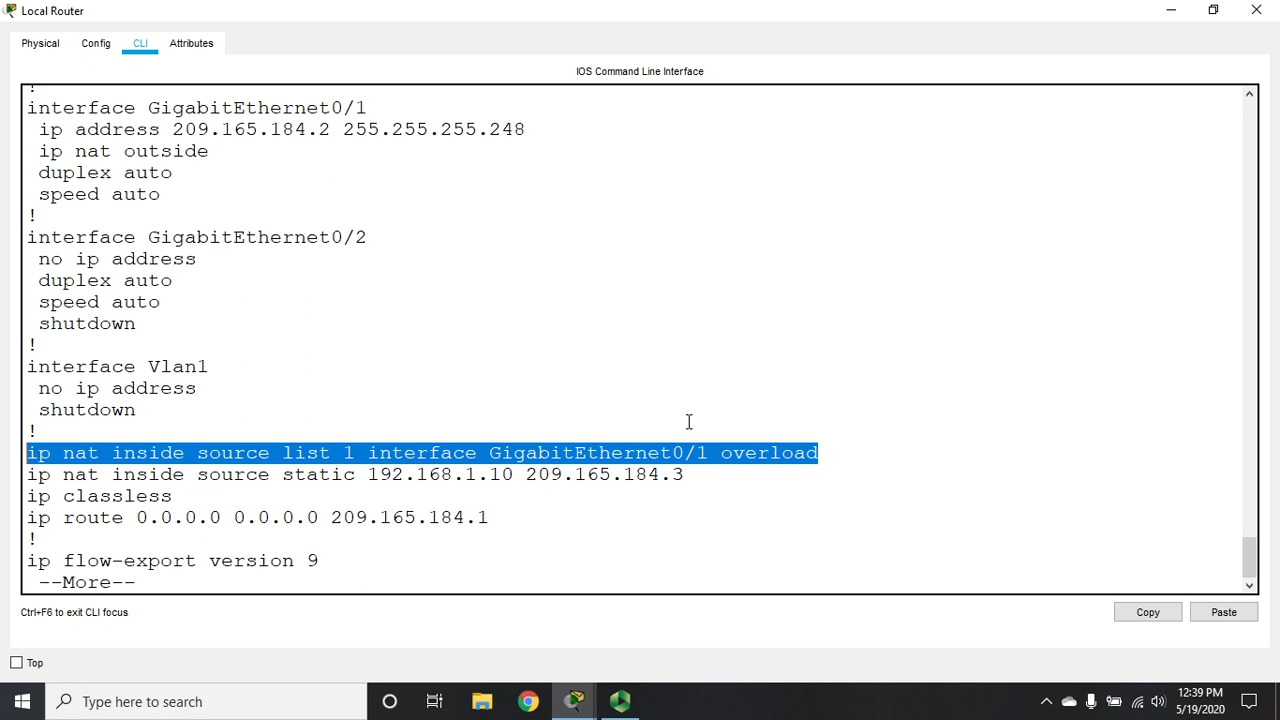 Local Router
Physical Config CLI Attributes
IOS Command Line Interface
!
interface GigabitEthernet0/1
ip address 209.165.184.2 255.255.255.248
ip nat outside
duplex auto
speed auto
!
interface GigabitEthernet0/2
no ip address
duplex auto
speed auto
shutdown
!
interface Vlan1
no ip address
shutdown
!
ip nat inside source list 1 interface GigabitEthernet0/1 overload
ip nat inside source static 192.168.1.10 209.165.184.3
ip classless
ip route 0.0.0.0 0.0.0.0 209.165.184.1
!
ip flow-export version 9
--More--
Ctrl+F6 to exit CLI focus
Copy Paste
Top
Type here to search
12:39 PM
5/19/2020